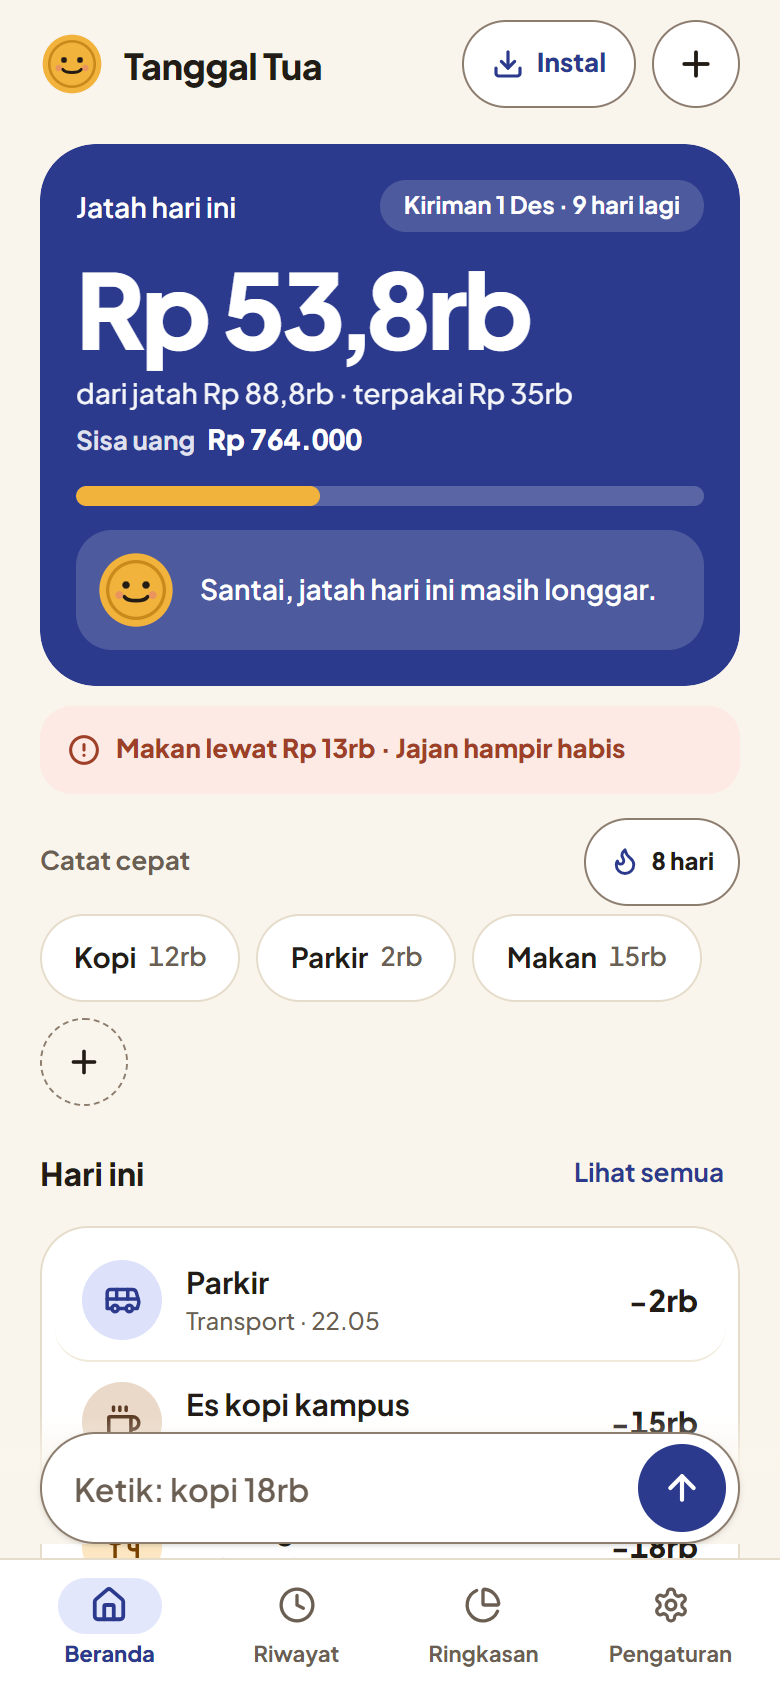 Tanggal Tua
Instal
Jatah hari ini
Kiriman 1 Des · 9 hari lagi
Rp 53,8rb
dari jatah Rp 88,8rb · terpakai Rp 35rb
Sisa uang Rp 764.000
Santai, jatah hari ini masih longgar.
Makan lewat Rp 13rb · Jajan hampir habis
Catat cepat
8 hari
Kopi 12rb
Parkir 2rb
Makan 15rb
Hari ini
Lihat semua
Parkir
Transport · 22.05
−2rb
Es kopi kampus
−15rb
Ketik: kopi 18rb
−18rb
Beranda
Riwayat
Ringkasan
Pengaturan